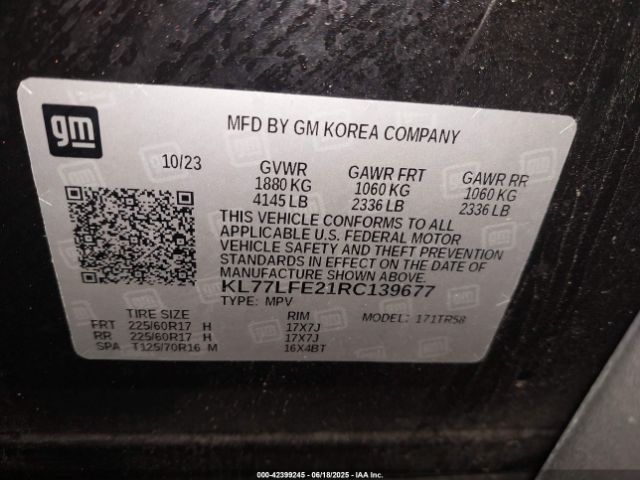 gm
MFD BY GM KOREA COMPANY
10/23 GVWR GAWR FRT GAWR RR
1880 KG 1060 KG 1060 KG
4145 LB 2336 LB 2336 LB
THIS VEHICLE CONFORMS TO ALL
APPLICABLE U.S. FEDERAL MOTOR
VEHICLE SAFETY AND THEFT PREVENTION
STANDARDS IN EFFECT ON THE DATE OF
MANUFACTURE SHOWN ABOVE.
KL77LFE21RC139677
TYPE: MPV
TIRE SIZE RIM MODEL: 171TR58
FRT 225/60R17 H 17X7J
RR 225/60R17 H 17X7J
SPA T125/70R16 M 16X4BT
000-42399245 06/18/2025 IAA Inc.